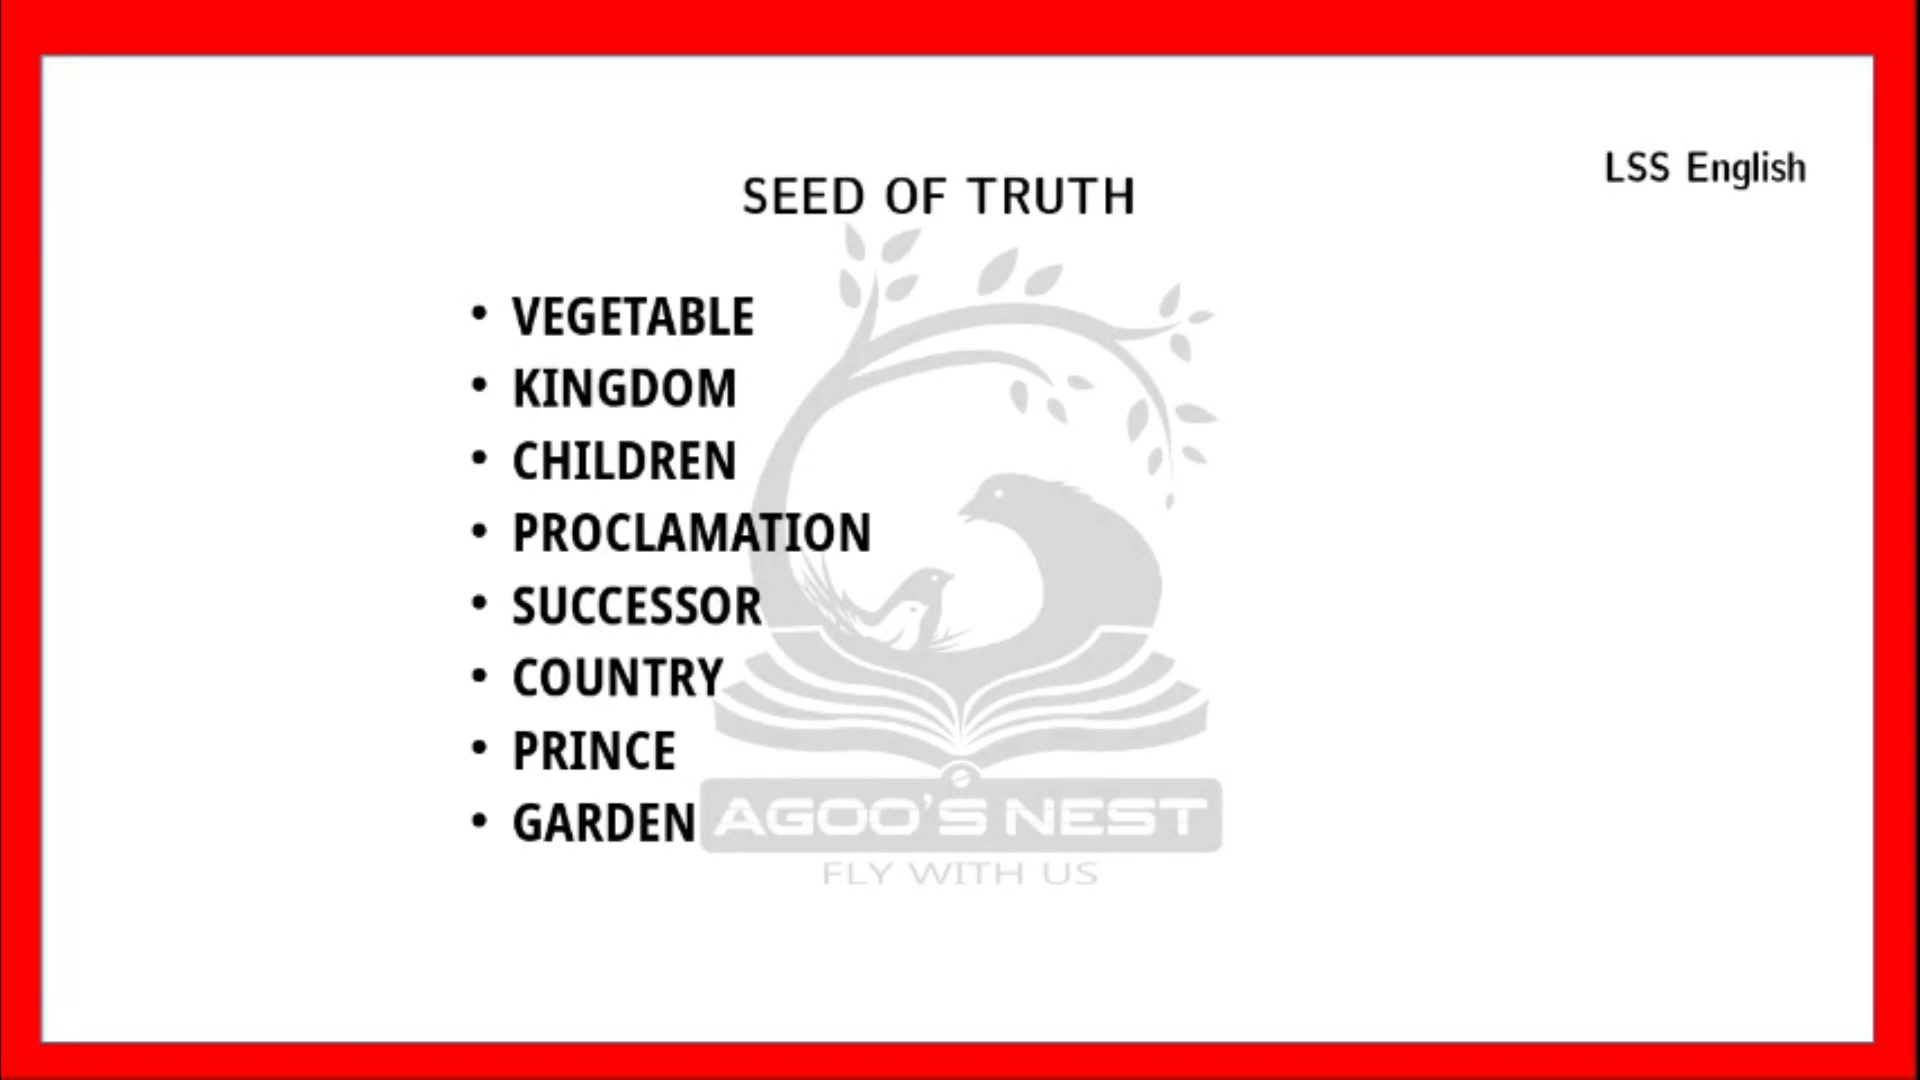 LSS English
SEED OF TRUTH
• VEGETABLE
• KINGDOM
• CHILDREN
• PROCLAMATION
• SUCCESSOR
• COUNTRY
• PRINCE
• GARDEN
AGOO'S NEST
FLY WITH US